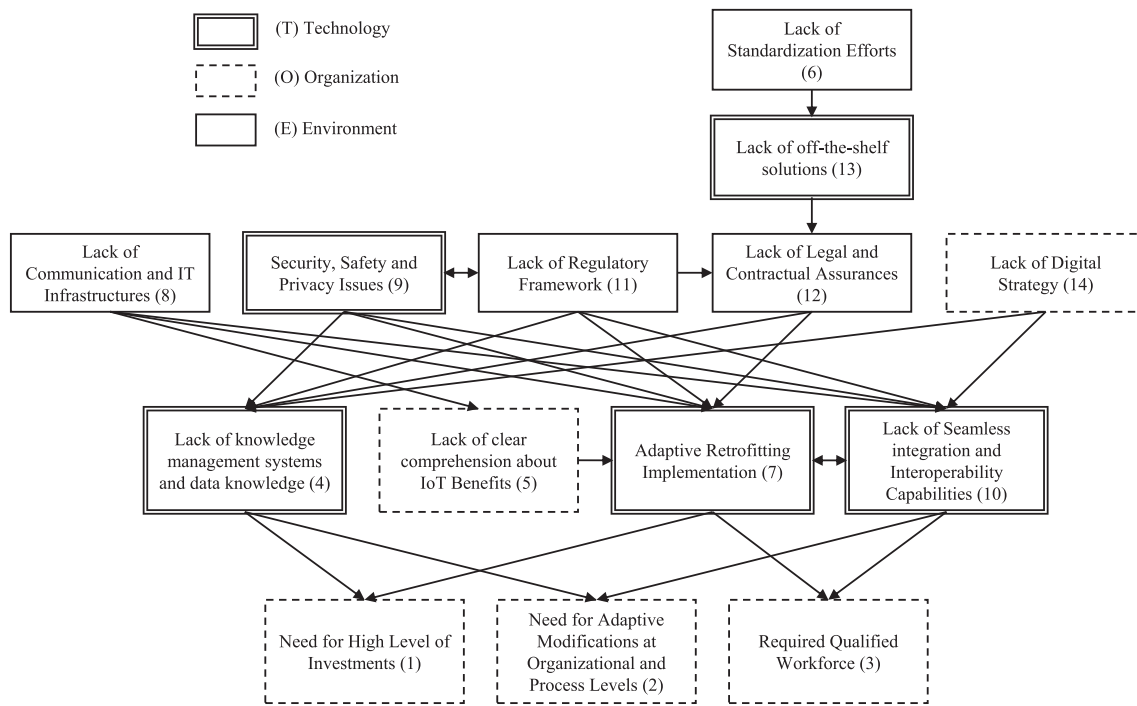 (T) Technology
(O) Organization
(E) Environment
Lack of
Standardization Efforts
(6)
Lack of off-the-shelf
solutions (13)
Lack of
Communication and IT
Infrastructures (8)
Security, Safety and
Privacy Issues (9)
Lack of Regulatory
Framework (11)
Lack of Legal and
Contractual Assurances
(12)
Lack of Digital
Strategy (14)
Lack of knowledge
management systems
and data knowledge (4)
Lack of clear
comprehension about
IoT Benefits (5)
Adaptive Retrofitting
Implementation (7)
Lack of Seamless
integration and
Interoperability
Capabilities (10)
Need for High Level of
Investments (1)
Need for Adaptive
Modifications at
Organizational and
Process Levels (2)
Required Qualified
Workforce (3)